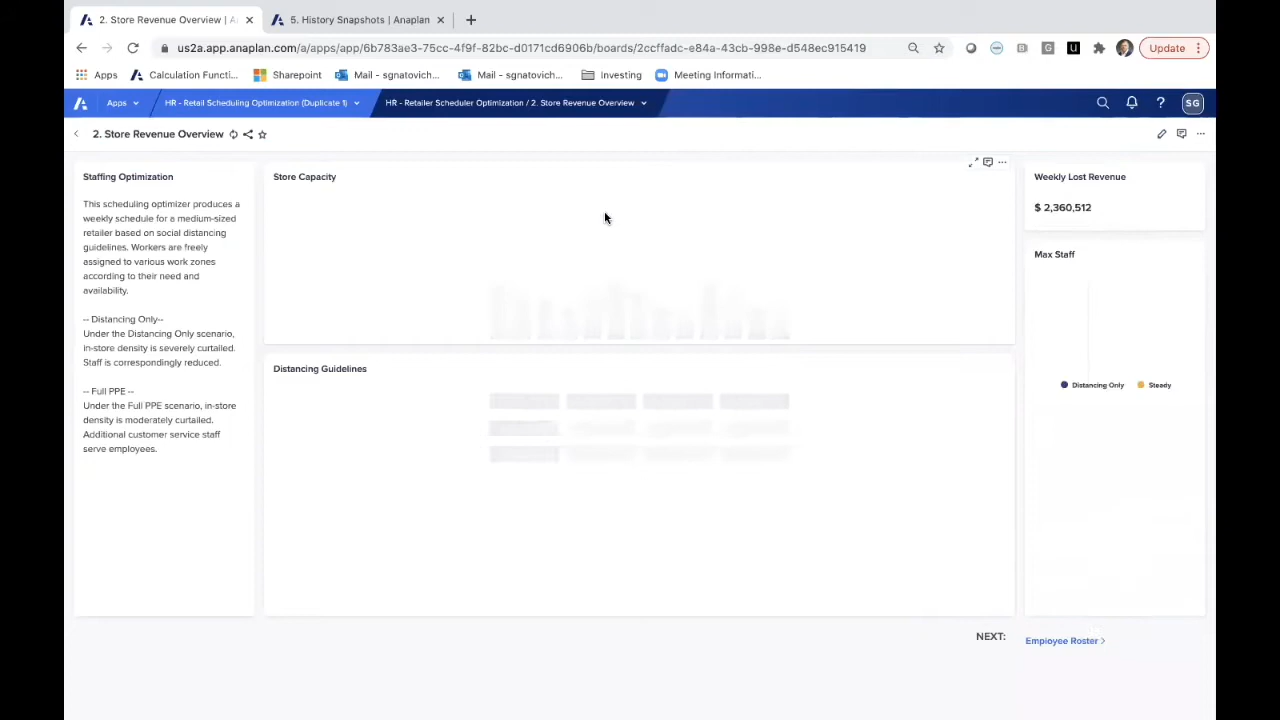 2. Store Revenue Overview | A
5. History Snapshots | Anaplan
us2a.app.anaplan.com/a/apps/app/6b783ae3-75cc-4f9f-82bc-d0171cd6906b/boards/2ccffadc-e84a-43cb-998e-d548ec915419
Update
Apps
Calculation Functi...
Sharepoint
Mail - sgnatovich...
Mail - sgnatovich...
Investing
Meeting Informati...
Apps
HR - Retail Scheduling Optimization (Duplicate 1)
HR - Retailer Scheduler Optimization / 2. Store Revenue Overview
SG
2. Store Revenue Overview
Staffing Optimization
This scheduling optimizer produces a
weekly schedule for a medium-sized
retailer based on social distancing
guidelines. Workers are freely
assigned to various work zones
according to their need and
availability.
-- Distancing Only--
Under the Distancing Only scenario,
in-store density is severely curtailed.
Staff is correspondingly reduced.
-- Full PPE --
Under the Full PPE scenario, in-store
density is moderately curtailed.
Additional customer service staff
serve employees.
Store Capacity
Distancing Guidelines
Weekly Lost Revenue
$ 2,360,512
Max Staff
Distancing Only
Steady
NEXT:
Employee Roster >